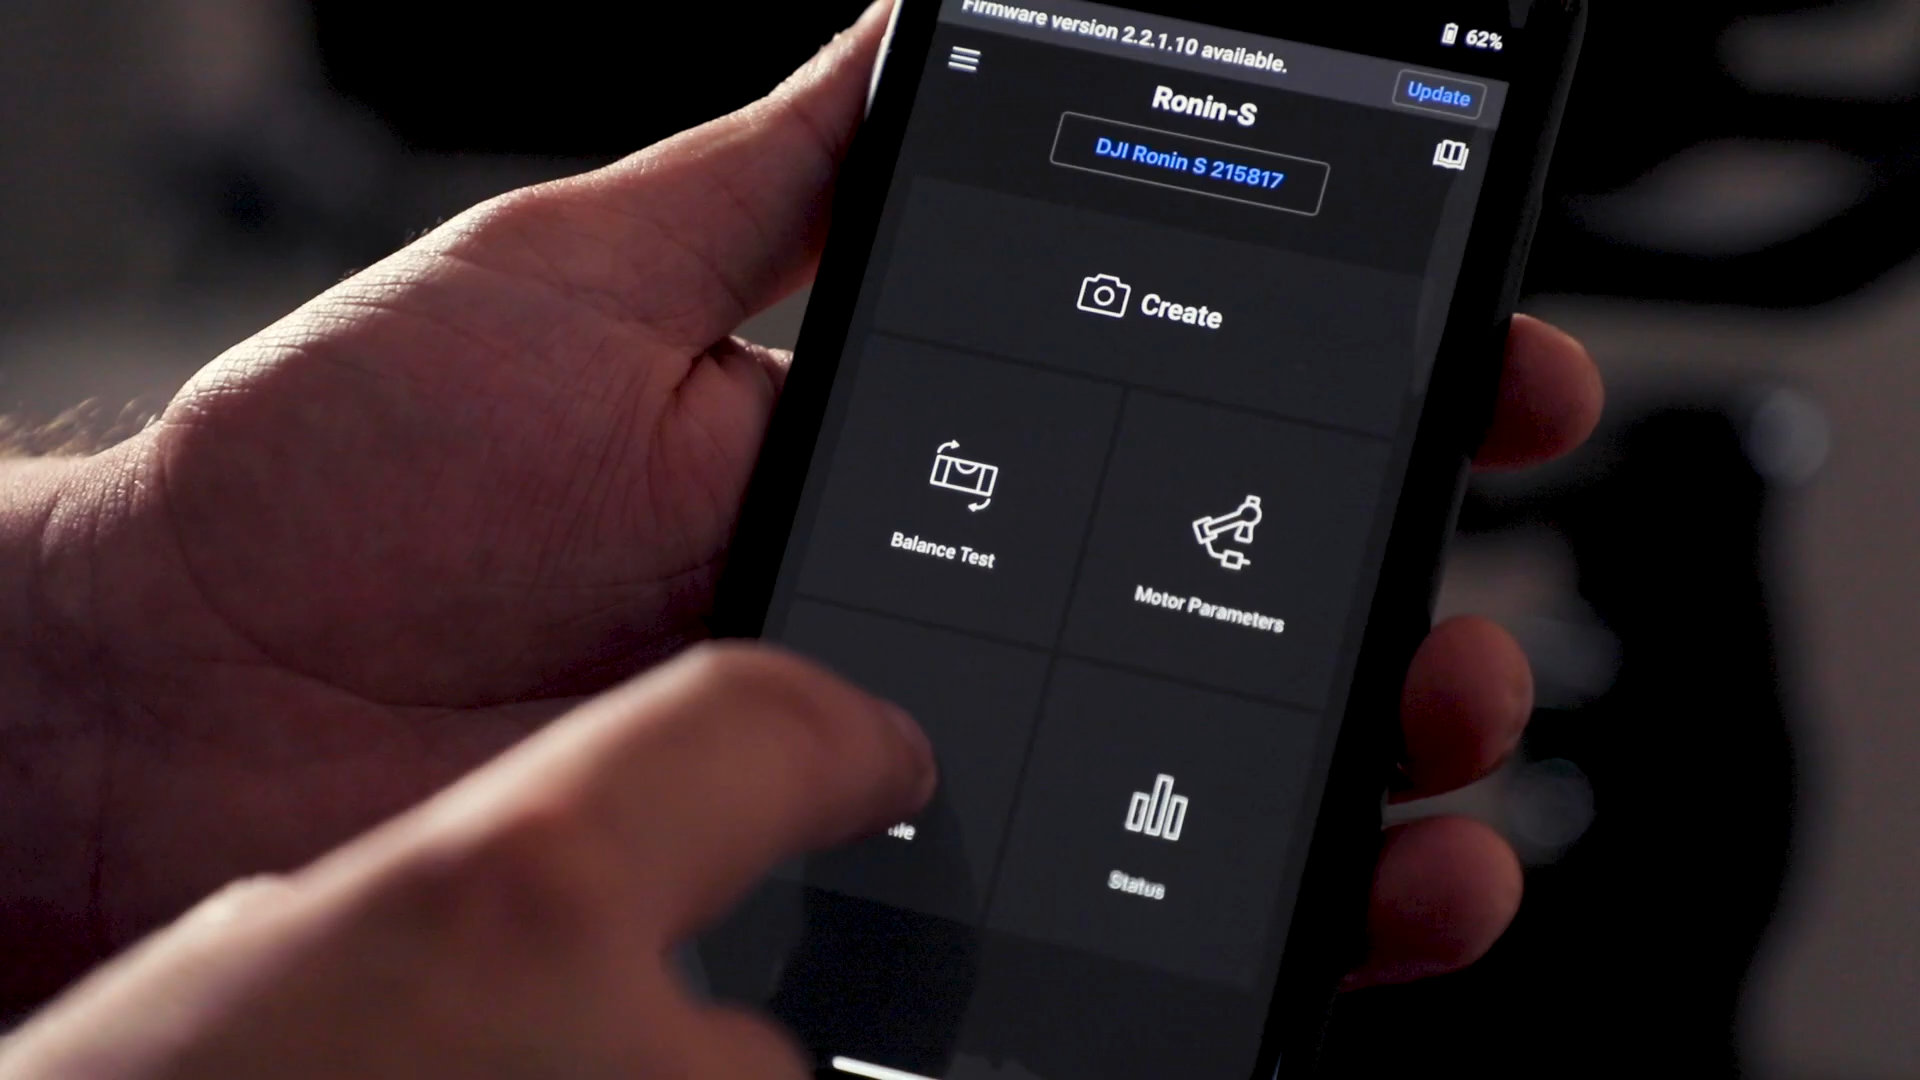 Firmware version 2.2.1.10 available.
62%
Update
Ronin-S
DJI Ronin S 215817
Create
Balance Test
Motor Parameters
Status